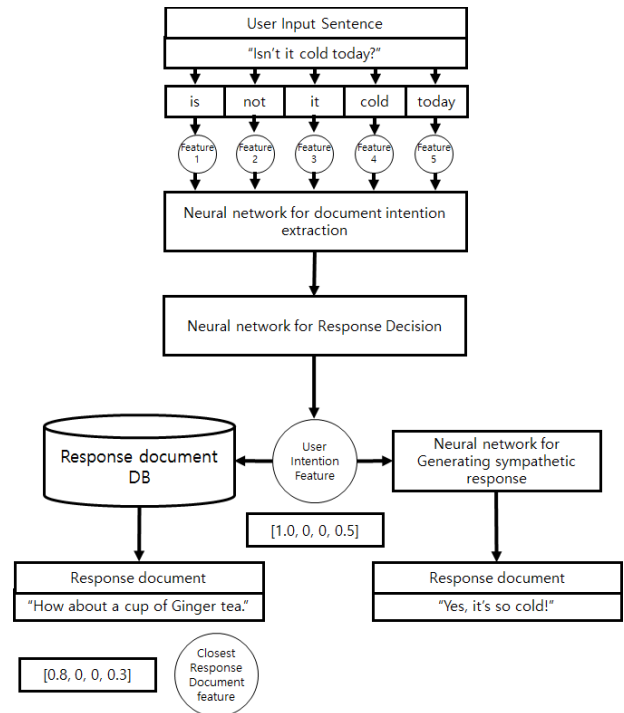 User Input Sentence
“Isn’t it cold today?”
is not it cold today
Feature 1
Feature 2
Feature 3
Feature 4
Feature 5
Neural network for document intention
extraction
Neural network for Response Decision
Response document
DB
User
Intention
Feature
Neural network for
Generating sympathetic
response
[1.0, 0, 0, 0.5]
Response document
“How about a cup of Ginger tea.”
Response document
“Yes, it’s so cold!”
[0.8, 0, 0, 0.3]
Closest
Response
Document
feature